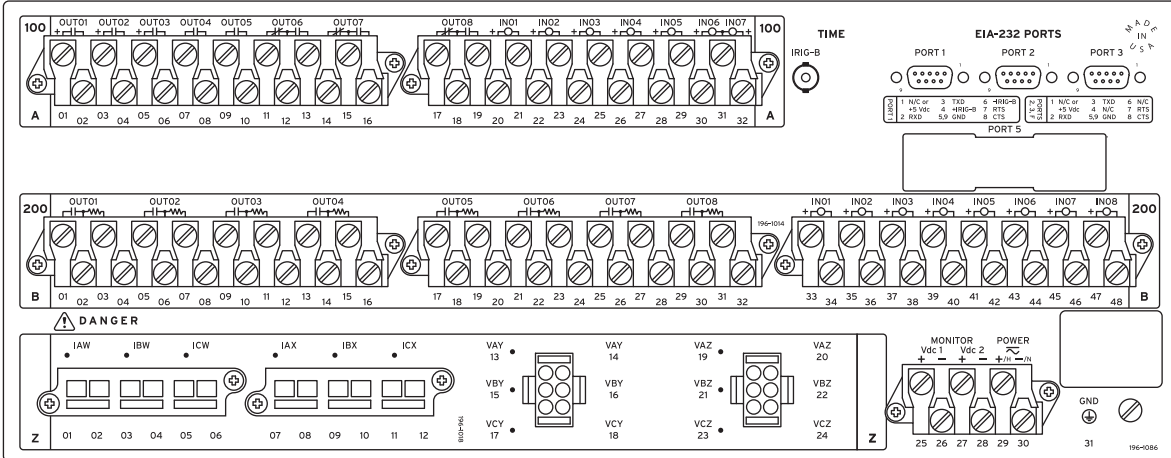 100 OUT01 OUT02 OUT03 OUT04 OUT05 OUT06 OUT07 OUT08 IN01 IN02 IN03 IN04 IN05 IN06 IN07 100
+ + + + + + + + + +
A 01 02 03 04 05 06 07 08 09 10 11 12 13 14 15 16 17 18 19 20 21 22 23 24 25 26 27 28 29 30 31 32 A
TIME
IRIG-B
EIA-232 PORTS
MADE IN USA
PORT 1 PORT 2 PORT 3
1 1 1
9 9 9
PORT 1
1 N/C or 3 TXD 6 -IRIG-B
+5 Vdc 4 +IRIG-B 7 RTS
2 RXD 5,9 GND 8 CTS
PORTS 2, 3, F
1 N/C or 3 TXD 6 N/C
+5 Vdc 4 N/C 7 RTS
2 RXD 5,9 GND 8 CTS
PORT 5
200 OUT01 OUT02 OUT03 OUT04 OUT05 OUT06 OUT07 OUT08 IN01 IN02 IN03 IN04 IN05 IN06 IN07 IN08 200
+ + + + + + + + + + + + + + + +
196-1014
B 01 02 03 04 05 06 07 08 09 10 11 12 13 14 15 16 17 18 19 20 21 22 23 24 25 26 27 28 29 30 31 32 33 34 35 36 37 38 39 40 41 42 43 44 45 46 47 48 B
DANGER
IAW IBW ICW IAX IBX ICX
Z 01 02 03 04 05 06 07 08 09 10 11 12
196-1018
VAY 13 VAY 14
VBY 15 VBY 16
VCY 17 VCY 18
VAZ 19 VAZ 20
VBZ 21 VBZ 22
VCZ 23 VCZ 24
Z
MONITOR POWER
Vdc 1 Vdc 2
+ − + − +/H −/N
25 26 27 28 29 30
GND
31
196-1086